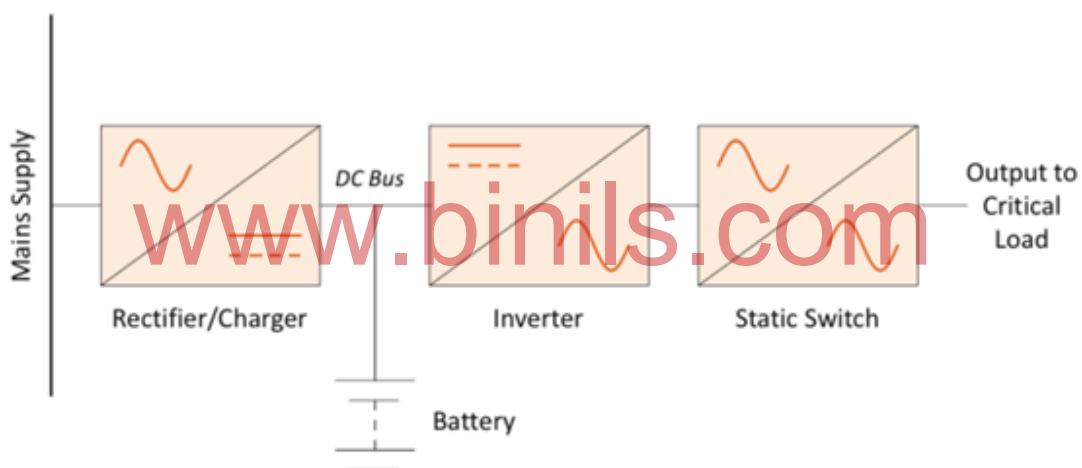 Mains Supply
DC Bus
www.binils.com
Output to
Critical
Load
Rectifier/Charger
Inverter
Static Switch
Battery